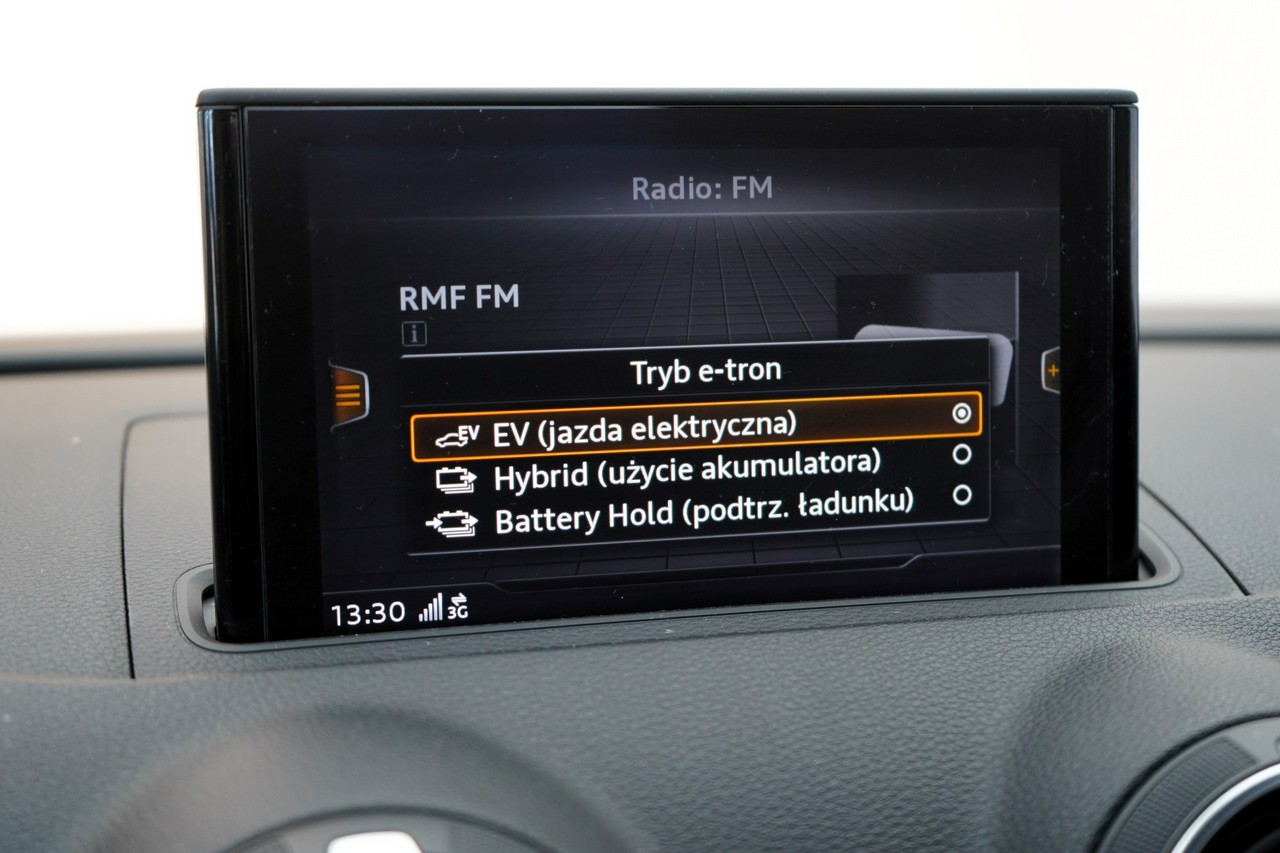 Radio: FM
RMF FM
i
Tryb e-tron
EV EV (jazda elektryczna)
Hybrid (użycie akumulatora)
Battery Hold (podtrz. ładunku)
13:30 3G